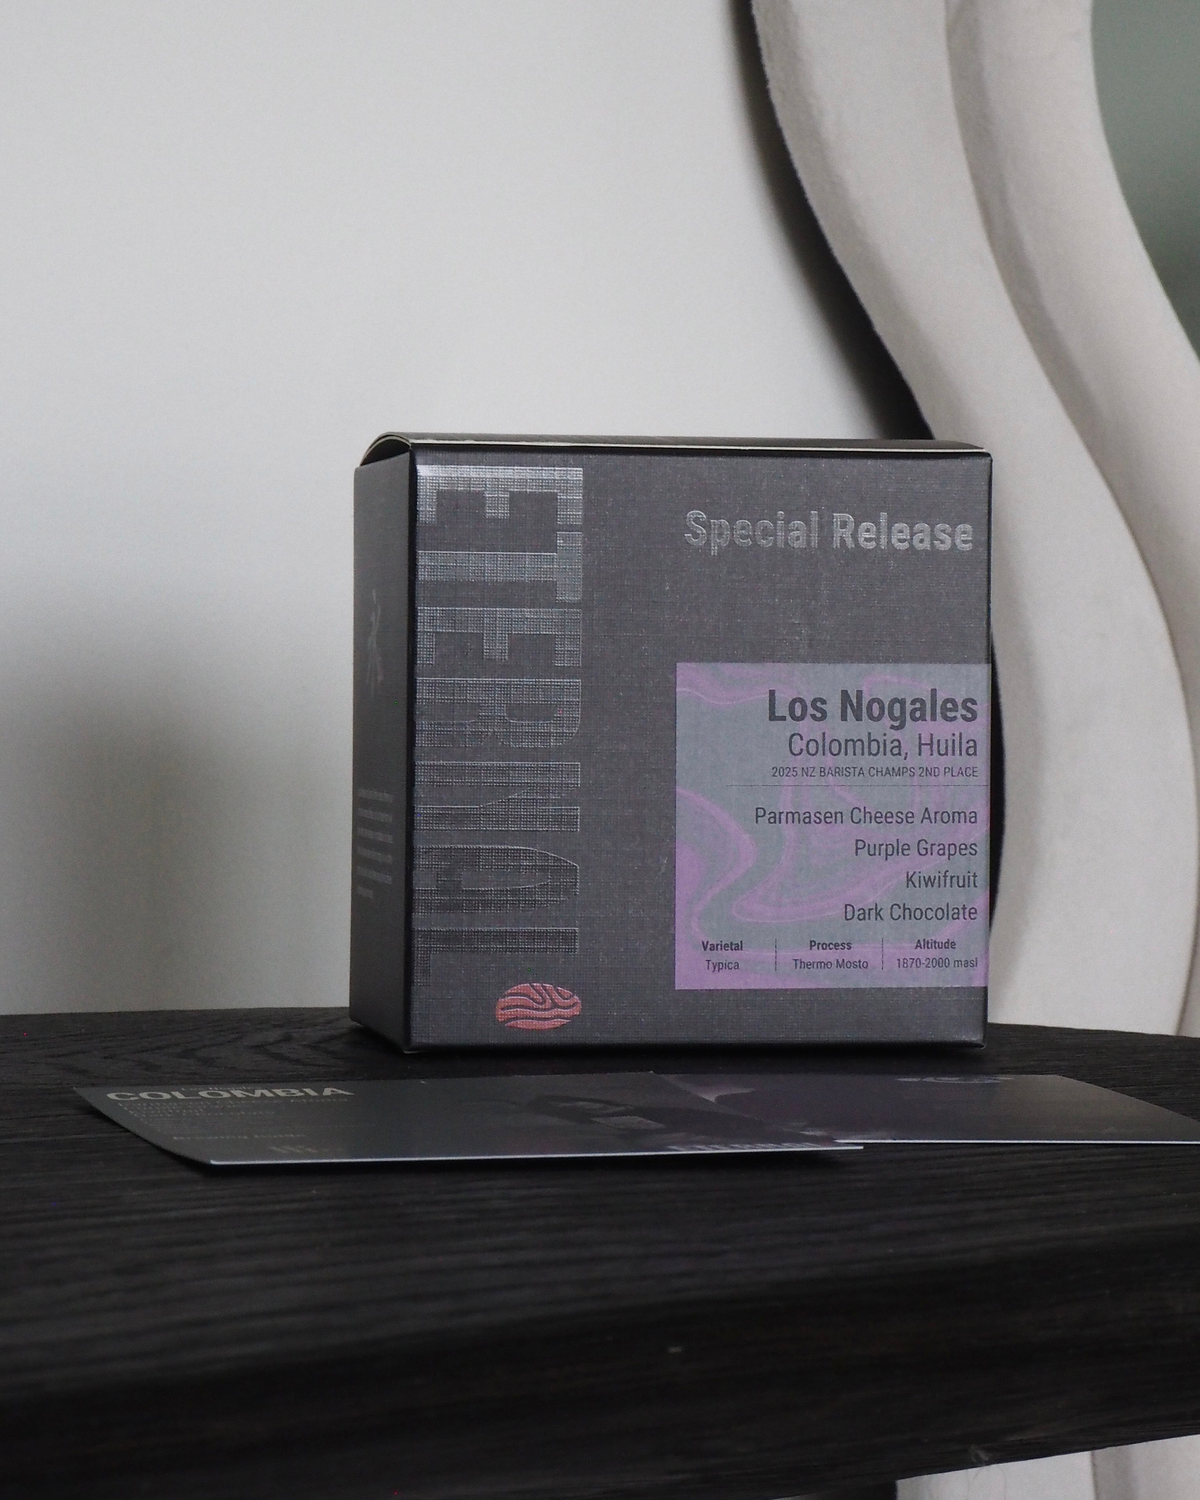 ETERNAL
Special Release
Los Nogales
Colombia, Huila
2025 NZ BARISTA CHAMPS 2ND PLACE
Parmasen Cheese Aroma
Purple Grapes
Kiwifruit
Dark Chocolate
Varietal Process Altitude
Typica Thermo Mosto 1870-2000 masl
COLOMBIA